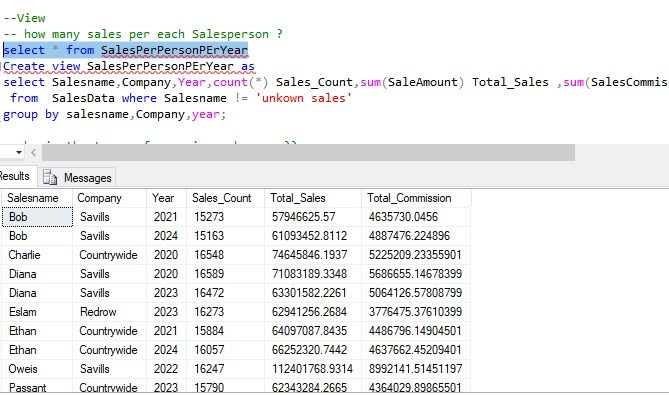 --View
-- how many sales per each Salesperson ?
select * from SalesPerPersonPErYear
Create view SalesPerPersonPErYear as
select Salesname,Company,Year,count(*) Sales_Count,sum(SaleAmount) Total_Sales ,sum(SalesCommis
from SalesData where Salesname != 'unkown sales'
group by salesname,Company,year;
Results Messages
Salesname Company Year Sales_Count Total_Sales Total_Commission
Bob Savills 2021 15273 57946625.57 4635730.0456
Bob Savills 2024 15163 61093452.8112 4887476.224896
Charlie Countrywide 2020 16548 74645846.1937 5225209.23355901
Diana Savills 2020 16589 71083189.3348 5686655.14678399
Diana Savills 2023 16472 63301582.2261 5064126.57808799
Eslam Redrow 2023 16273 62941256.2684 3776475.37610399
Ethan Countrywide 2021 15884 64097087.8435 4486796.14904501
Ethan Countrywide 2024 16057 66252320.7442 4637662.45209401
Oweis Savills 2022 16247 112401768.9314 8992141.51451197
Passant Countrywide 2023 15790 62343284.2665 4364029.89865501